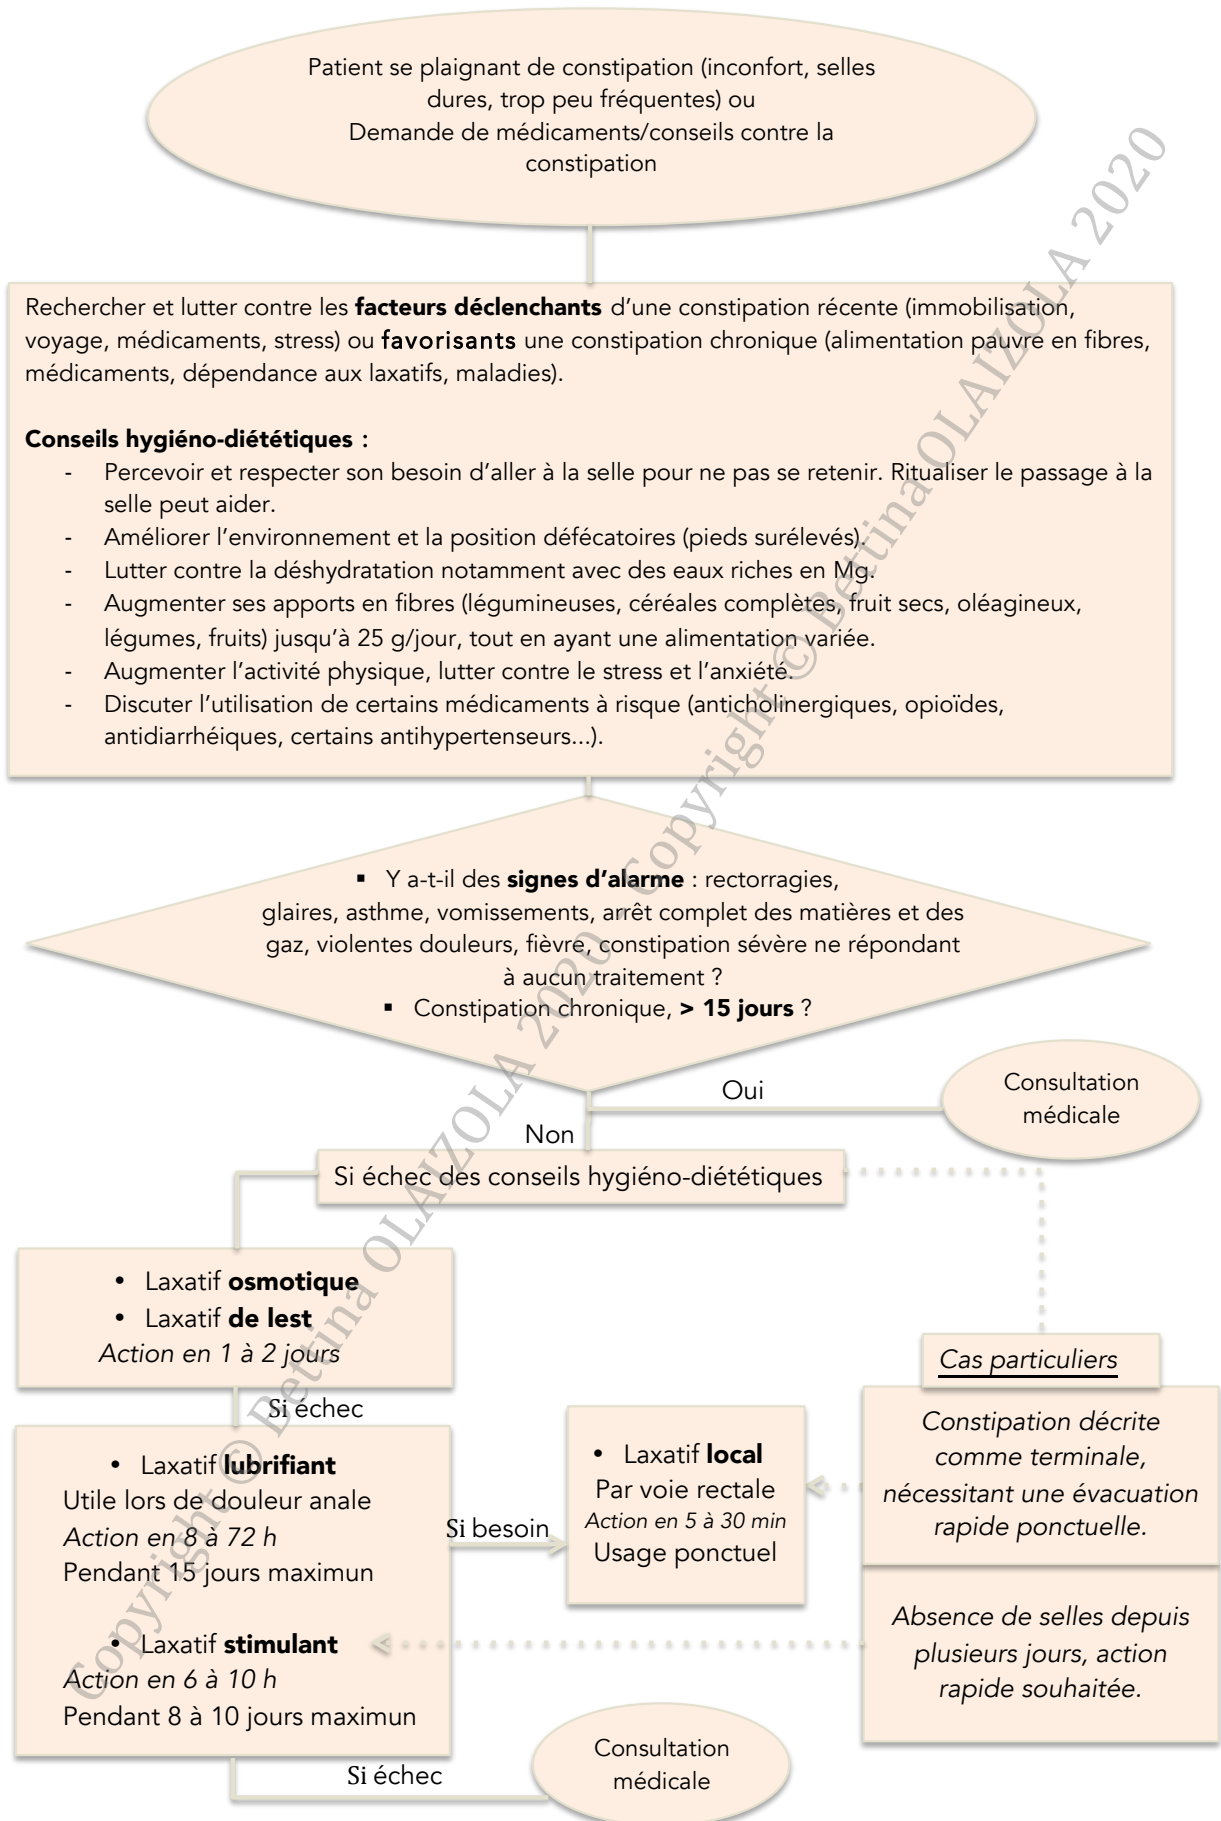 Patient se plaignant de constipation (inconfort, selles
dures, trop peu fréquentes) ou
Demande de médicaments/conseils contre la
constipation
Rechercher et lutter contre les facteurs déclenchants d'une constipation récente (immobilisation,
voyage, médicaments, stress) ou favorisants une constipation chronique (alimentation pauvre en fibres,
médicaments, dépendance aux laxatifs, maladies).
Conseils hygiéno-diététiques :
- Percevoir et respecter son besoin d'aller à la selle pour ne pas se retenir. Ritualiser le passage à la
selle peut aider.
- Améliorer l'environnement et la position défécatoires (pieds surélevés).
- Lutter contre la déshydratation notamment avec des eaux riches en Mg.
- Augmenter ses apports en fibres (légumineuses, céréales complètes, fruit secs, oléagineux,
légumes, fruits) jusqu'à 25 g/jour, tout en ayant une alimentation variée.
- Augmenter l'activité physique, lutter contre le stress et l'anxiété.
- Discuter l'utilisation de certains médicaments à risque (anticholinergiques, opioïdes,
antidiarrhéiques, certains antihypertenseurs...).
▪ Y a-t-il des signes d'alarme : rectorragies,
glaires, asthme, vomissements, arrêt complet des matières et des
gaz, violentes douleurs, fièvre, constipation sévère ne répondant
à aucun traitement ?
▪ Constipation chronique, > 15 jours ?
Oui
Consultation
médicale
Non
Si échec des conseils hygiéno-diététiques
• Laxatif osmotique
• Laxatif de lest
Action en 1 à 2 jours
Si échec
• Laxatif lubrifiant
Utile lors de douleur anale
Action en 8 à 72 h
Pendant 15 jours maximun
• Laxatif stimulant
Action en 6 à 10 h
Pendant 8 à 10 jours maximun
Si besoin
• Laxatif local
Par voie rectale
Action en 5 à 30 min
Usage ponctuel
Cas particuliers
Constipation décrite
comme terminale,
nécessitant une évacuation
rapide ponctuelle.
Absence de selles depuis
plusieurs jours, action
rapide souhaitée.
Si échec
Consultation
médicale
Copyright © Bettina OLAIZOLA 2020 - Copyright © Bettina OLAIZOLA 2020